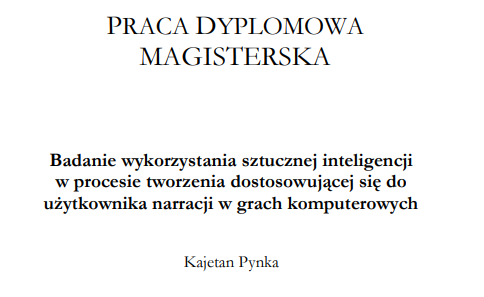 PRACA DYPLOMOWA
MAGISTERSKA
Badanie wykorzystania sztucznej inteligencji
w procesie tworzenia dostosowującej się do
użytkownika narracji w grach komputerowych
Kajetan Pynka